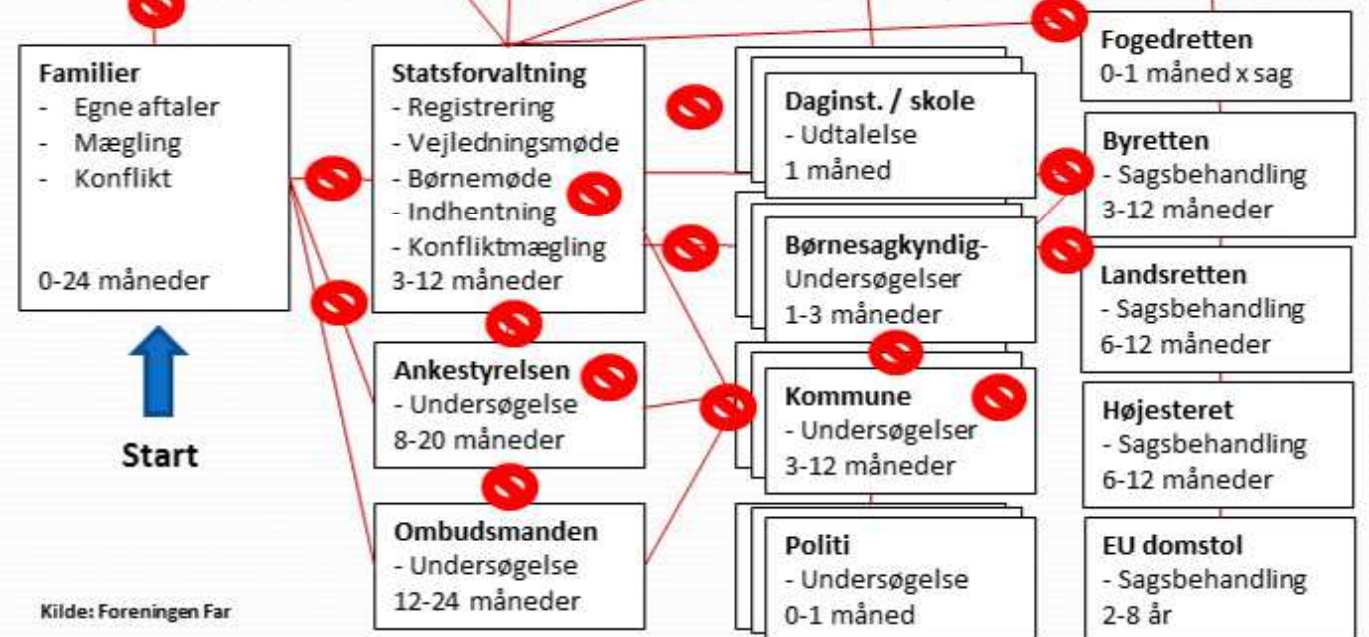 Familier
- Egne aftaler
- Mægling
- Konflikt
0-24 måneder
Start
Kilde: Foreningen Far
Statsforvaltning
- Registrering
- Vejledningsmøde
- Børnemøde
- Indhentning
- Konfliktmægling
3-12 måneder
Ankestyrelsen
- Undersøgelse
8-20 måneder
Ombudsmanden
- Undersøgelse
12-24 måneder
Daginst. / skole
- Udtalelse
1 måned
Børnesagkyndig-
Undersøgelser
1-3 måneder
Kommune
- Undersøgelser
3-12 måneder
Politi
- Undersøgelse
0-1 måned
Fogedretten
0-1 måned x sag
Byretten
- Sagsbehandling
3-12 måneder
Landsretten
- Sagsbehandling
6-12 måneder
Højesteret
- Sagsbehandling
6-12 måneder
EU domstol
- Sagsbehandling
2-8 år